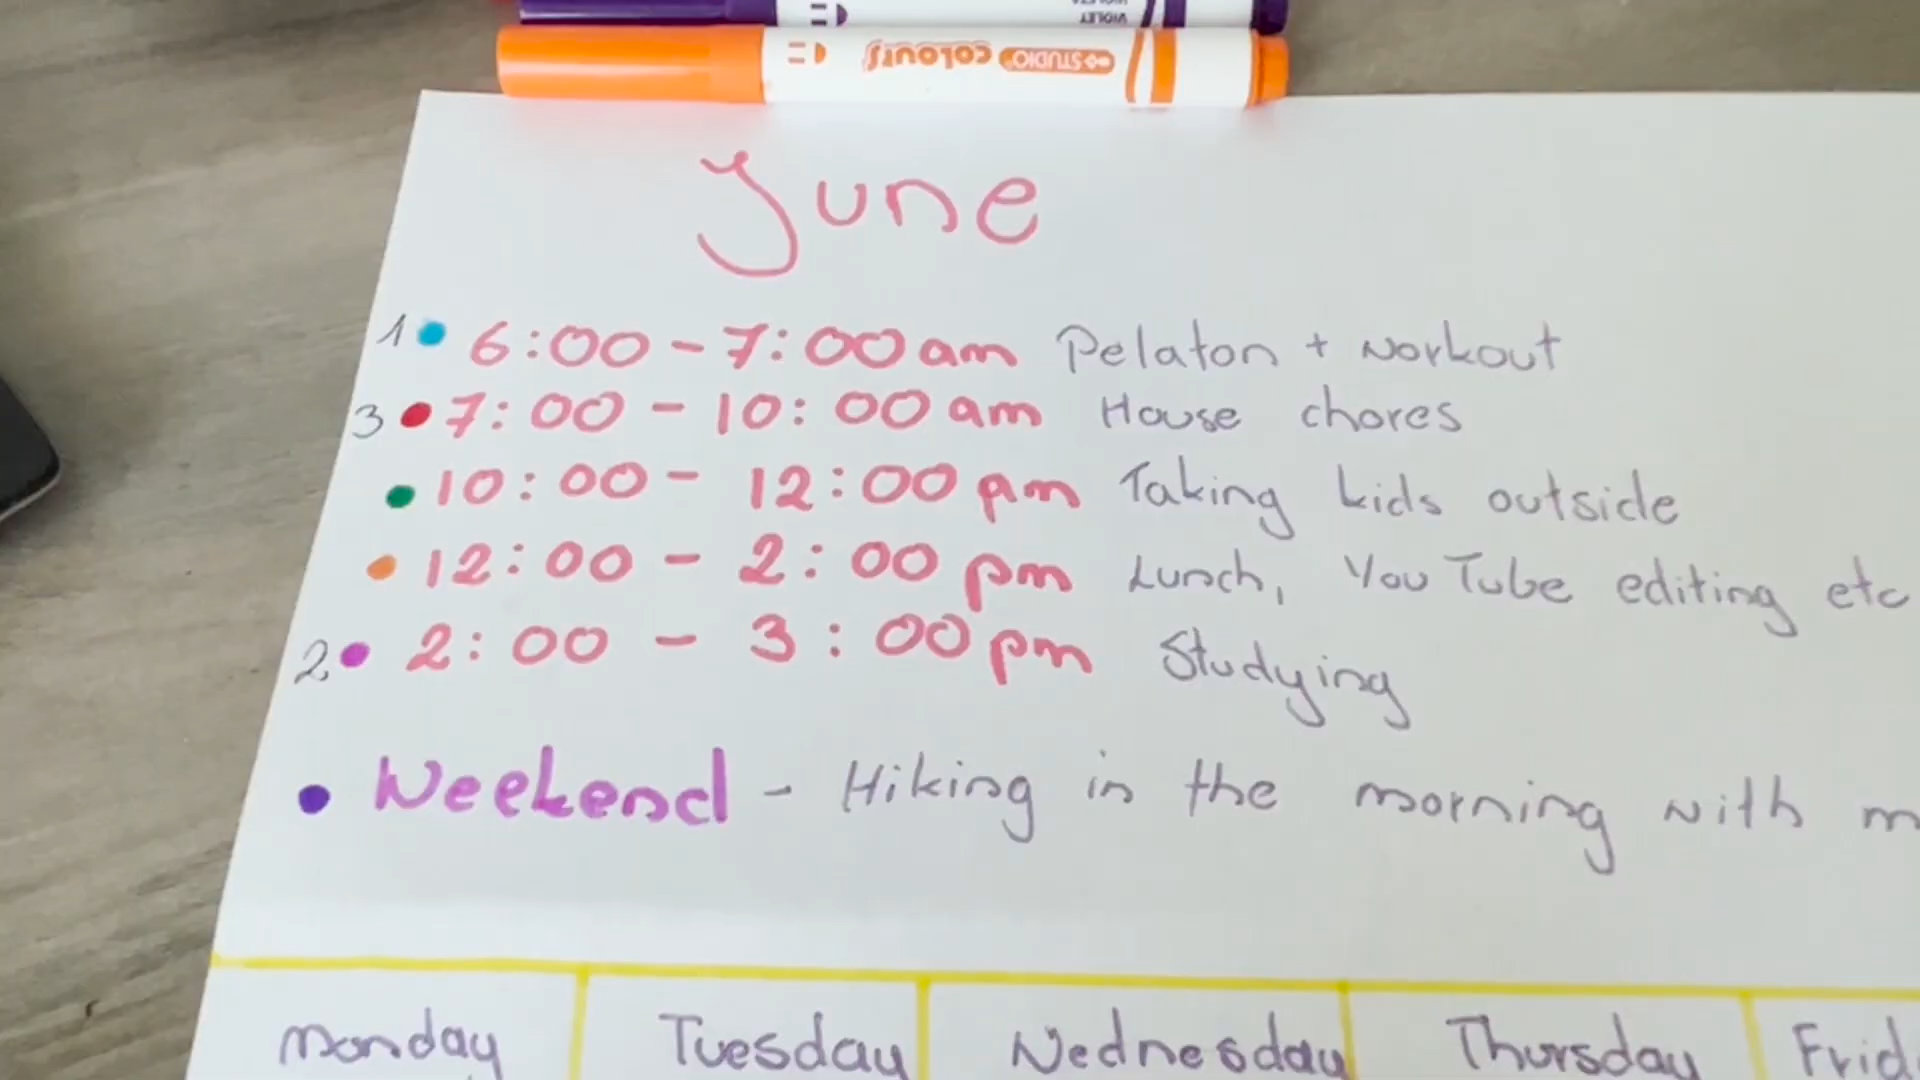 VIOLET
STUDIO colours
June
1 6:00 - 7:00 am Pelaton + workout
3 7:00 - 10:00 am House chores
10:00 - 12:00 pm Taking kids outside
12:00 - 2:00 pm Lunch, YouTube editing etc
2 2:00 - 3:00 pm Studying
Weekend - Hiking in the morning with m
Monday Tuesday Wednesday Thursday Frid